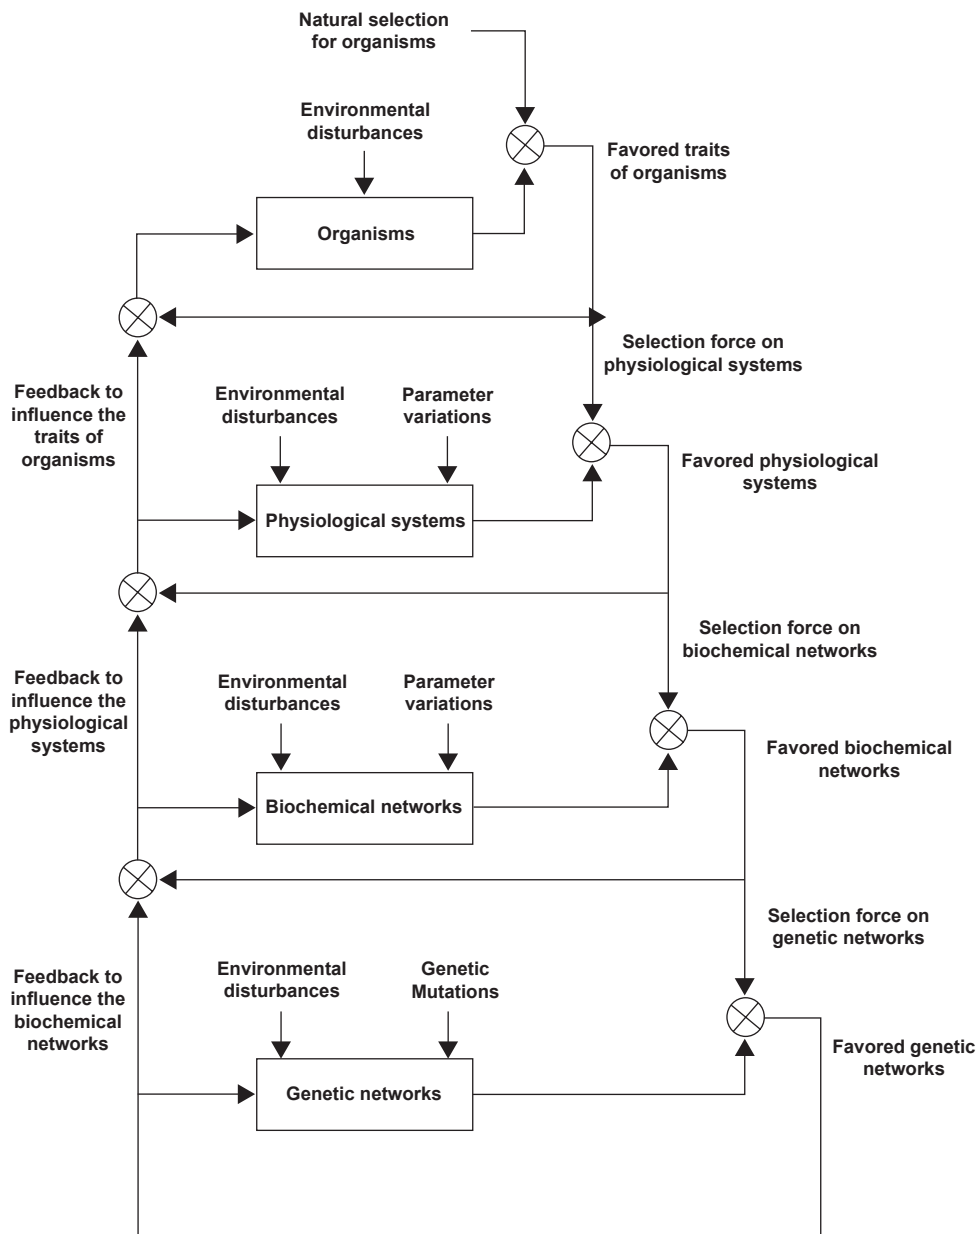 Natural selection
for organisms
Environmental
disturbances
Favored traits
of organisms
Organisms
Selection force on
physiological systems
Feedback to
influence the
traits of
organisms
Environmental
disturbances
Parameter
variations
Favored physiological
systems
Physiological systems
Selection force on
biochemical networks
Feedback to
influence the
physiological
systems
Environmental
disturbances
Parameter
variations
Favored biochemical
networks
Biochemical networks
Selection force on
genetic networks
Feedback to
influence the
biochemical
networks
Environmental
disturbances
Genetic
Mutations
Favored genetic
networks
Genetic networks